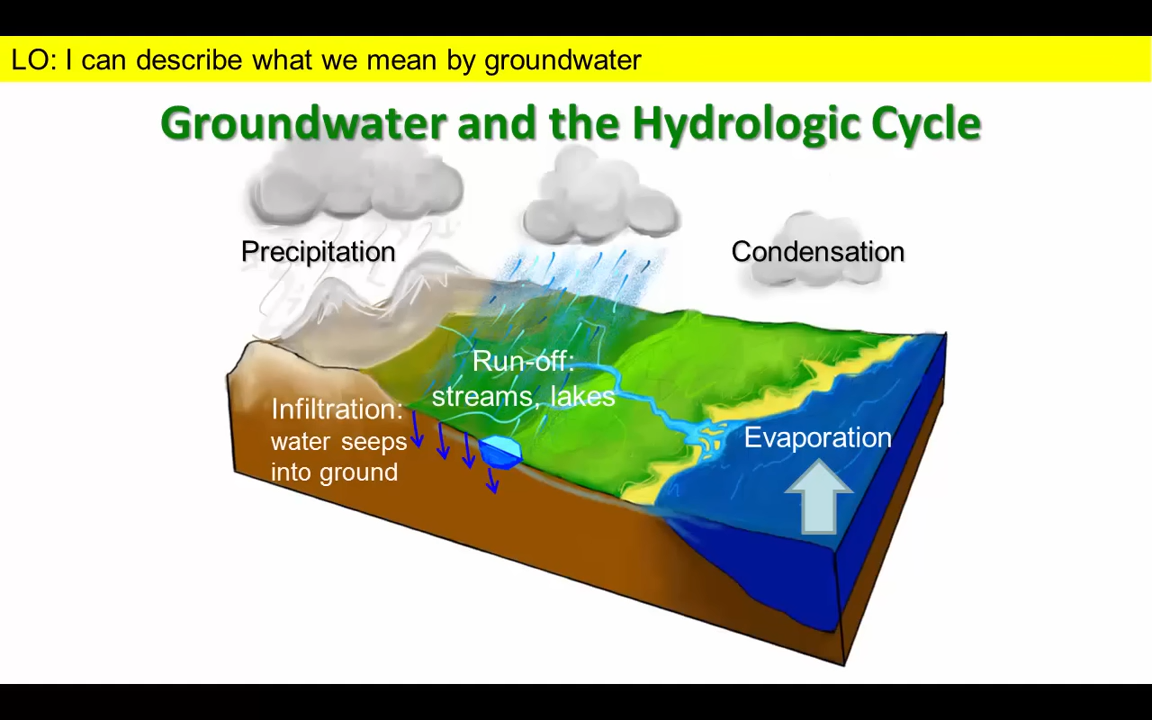 LO: I can describe what we mean by groundwater
Groundwater and the Hydrologic Cycle
Precipitation
Condensation
Run-off:
streams, lakes
Infiltration:
water seeps
into ground
Evaporation